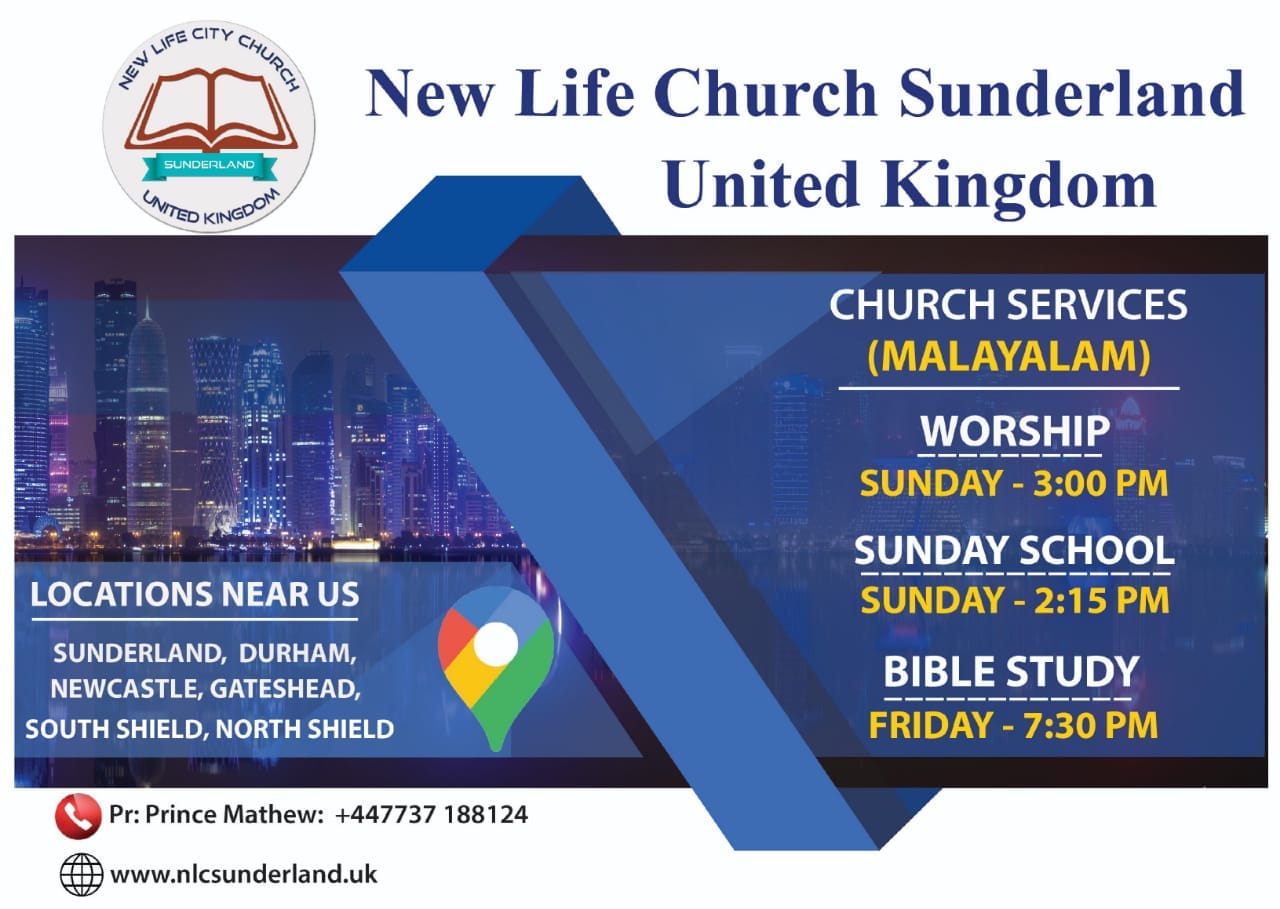 NEW LIFE CITY CHURCH
SUNDERLAND
UNITED KINGDOM
New Life Church Sunderland
United Kingdom
CHURCH SERVICES
(MALAYALAM)
WORSHIP
SUNDAY - 3:00 PM
SUNDAY SCHOOL
SUNDAY - 2:15 PM
BIBLE STUDY
FRIDAY - 7:30 PM
LOCATIONS NEAR US
SUNDERLAND, DURHAM,
NEWCASTLE, GATESHEAD,
SOUTH SHIELD, NORTH SHIELD
Pr: Prince Mathew: +447737 188124
www.nlcsunderland.uk